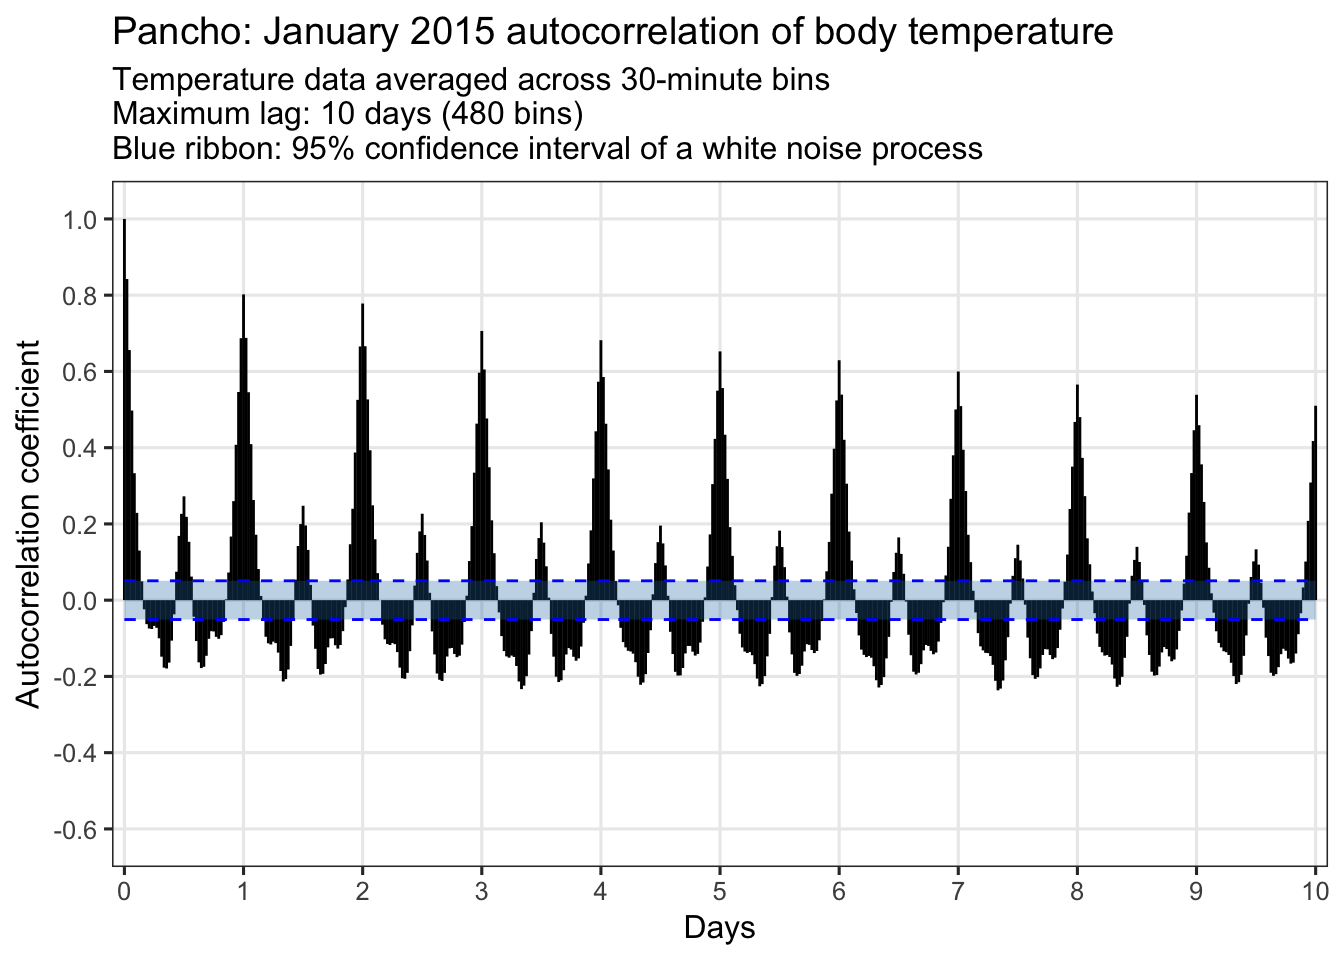 Pancho: January 2015 autocorrelation of body temperature
Temperature data averaged across 30-minute bins
Maximum lag: 10 days (480 bins)
Blue ribbon: 95% confidence interval of a white noise process
Autocorrelation coefficient
1.0
0.8
0.6
0.4
0.2
0.0
-0.2
-0.4
-0.6
0 1 2 3 4 5 6 7 8 9 10
Days